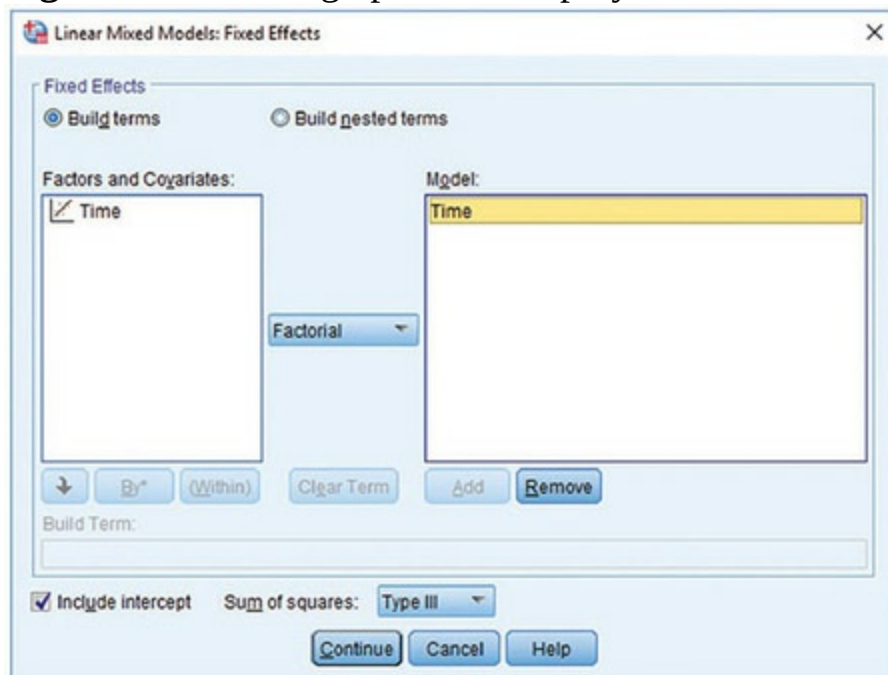 Linear Mixed Models: Fixed Effects
Fixed Effects
Build terms Build nested terms
Factors and Covariates: Model:
Time Time
Factorial
By* (Within) Clear Term Add Remove
Build Term:
Include intercept Sum of squares: Type III
Continue Cancel Help